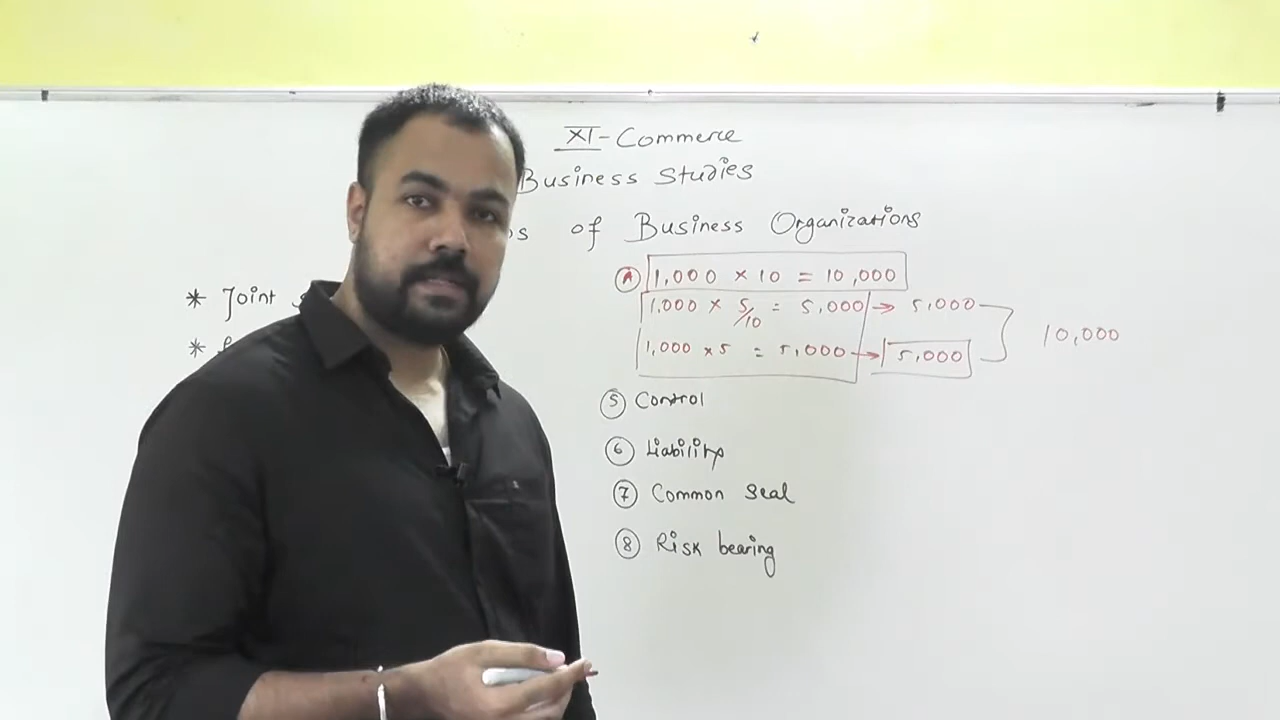 XI-Commerce
Business Studies
of Business Organizations
* Joint
*
A 1,000 × 10 = 10,000
1,000 × 5/10 = 5,000 → 5,000
1,000 × 5 = 5,000 → 5,000
10,000
5 Control
6 Liability
7 Common Seal
8 Risk bearing